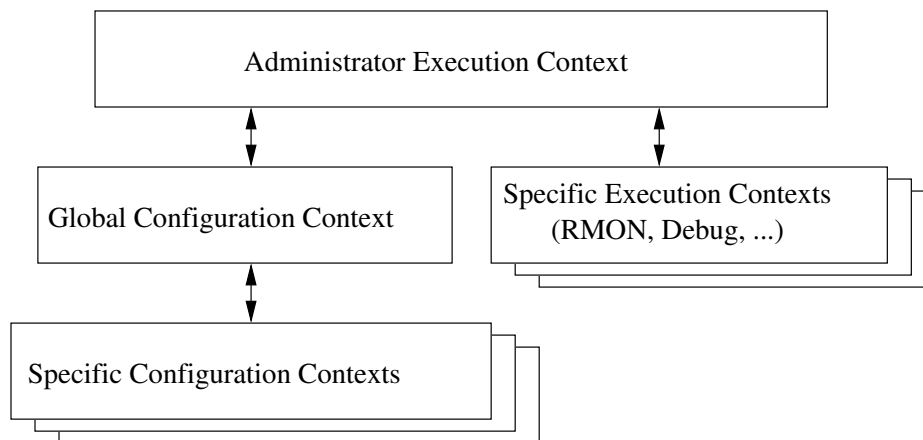 Administrator Execution Context
Global Configuration Context
Specific Execution Contexts
(RMON, Debug, ...)
Specific Configuration Contexts